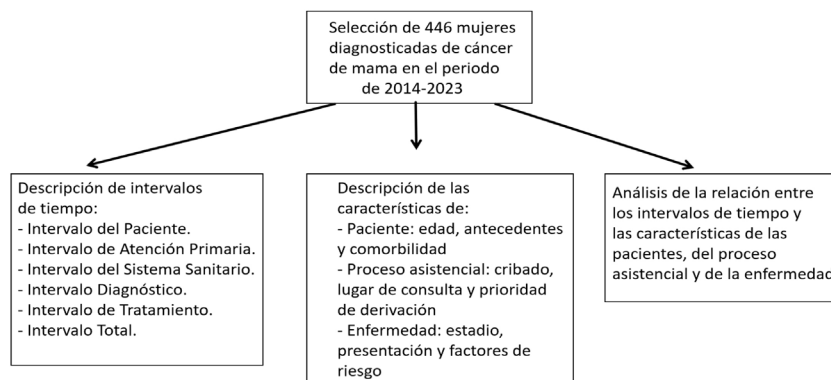 Selección de 446 mujeres
diagnosticadas de cáncer
de mama en el periodo
de 2014-2023
Descripción de intervalos
de tiempo:
- Intervalo del Paciente.
- Intervalo de Atención Primaria.
- Intervalo del Sistema Sanitario.
- Intervalo Diagnóstico.
- Intervalo de Tratamiento.
- Intervalo Total.
Descripción de las
características de:
- Paciente: edad, antecedentes
y comorbilidad
- Proceso asistencial: cribado,
lugar de consulta y prioridad
de derivación
- Enfermedad: estadio,
presentación y factores de
riesgo
Análisis de la relación entre
los intervalos de tiempo y
las características de las
pacientes, del proceso
asistencial y de la enfermedad